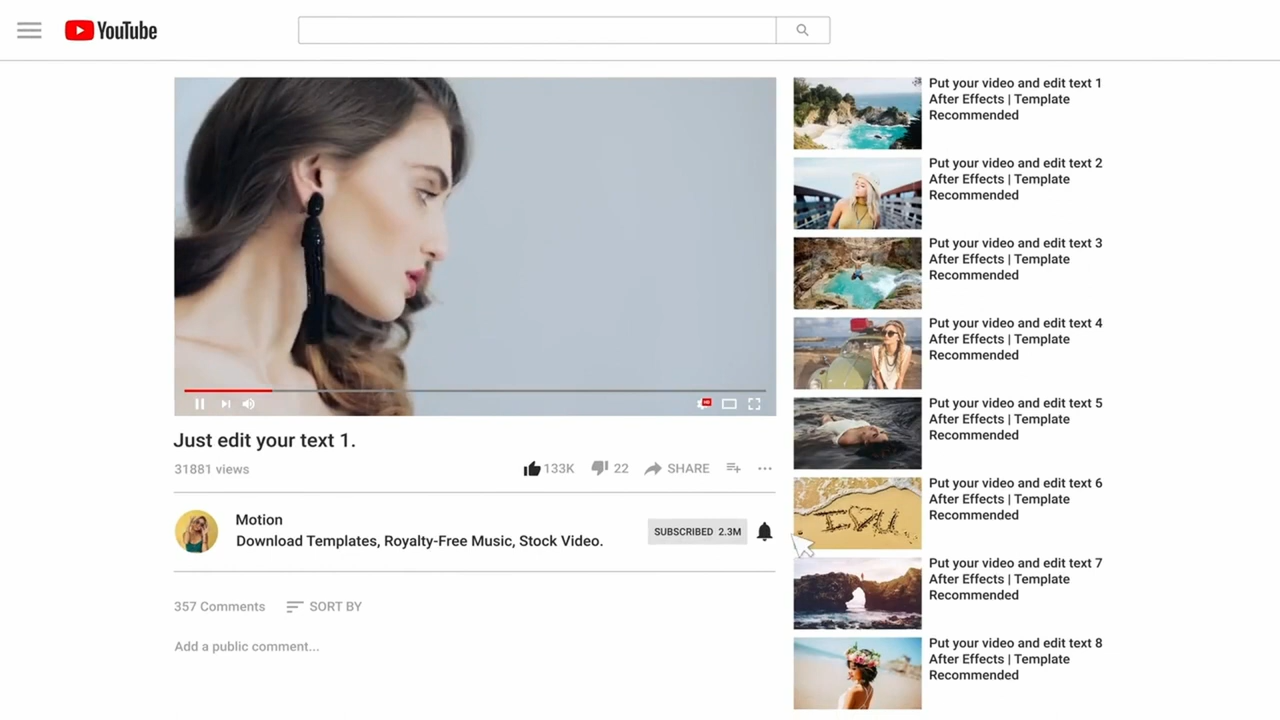 YouTube
Put your video and edit text 1
After Effects | Template
Recommended
Put your video and edit text 2
After Effects | Template
Recommended
Put your video and edit text 3
After Effects | Template
Recommended
Put your video and edit text 4
After Effects | Template
Recommended
Put your video and edit text 5
After Effects | Template
Recommended
Put your video and edit text 6
After Effects | Template
Recommended
Put your video and edit text 7
After Effects | Template
Recommended
Put your video and edit text 8
After Effects | Template
Recommended
HD
Just edit your text 1.
31881 views
133K
22
SHARE
Motion
Download Templates, Royalty-Free Music, Stock Video.
SUBSCRIBED 2.3M
I ♡ U
357 Comments
SORT BY
Add a public comment...